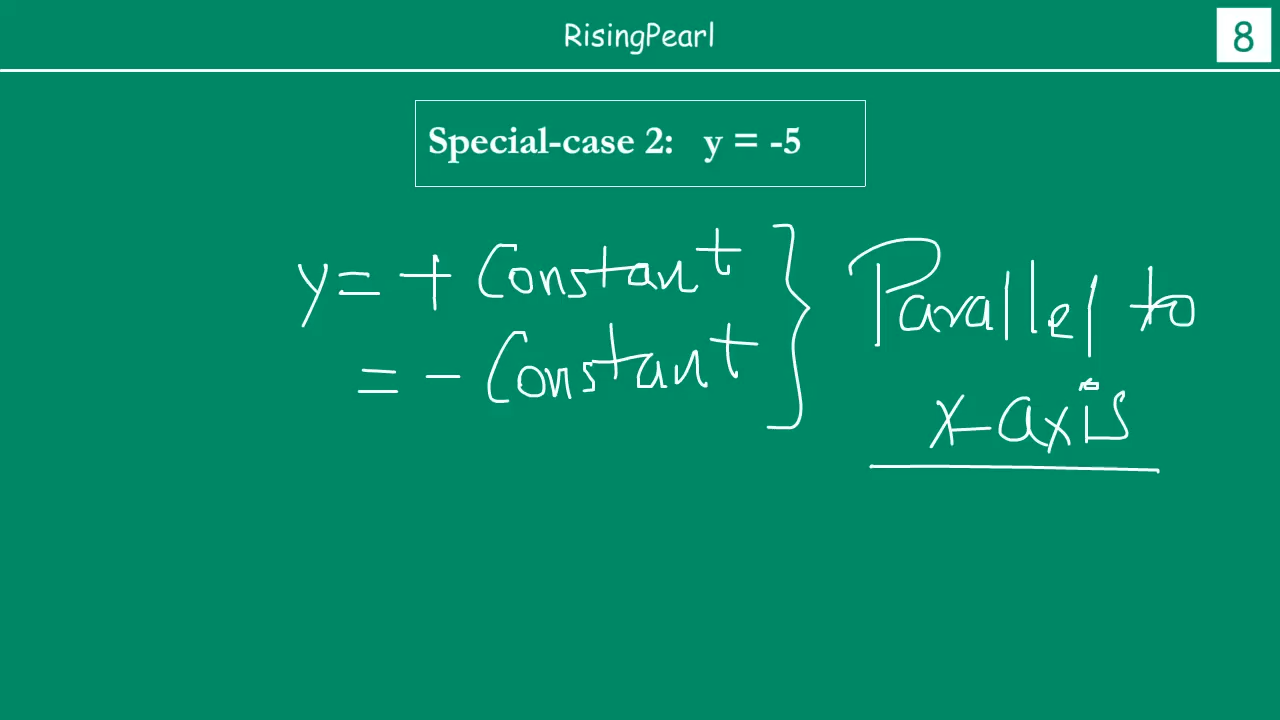 RisingPearl
8
Special-case 2: y = -5
y = + Constant
= - Constant
Parallel to
x-axis